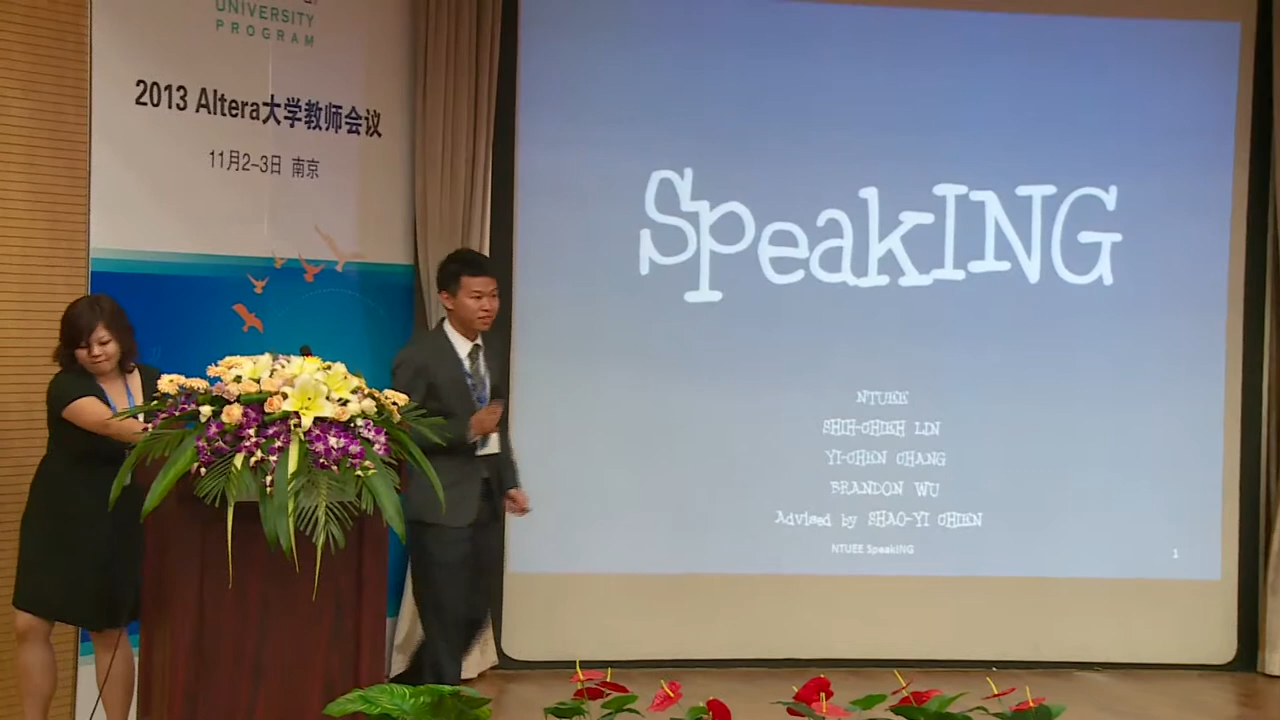 UNIVERSITY
PROGRAM
2013 Altera大学教师会议
11月2-3日 南京
SpeakING
NTUEE
SHIH-CHIEH LIN
YI-CHEN CHANG
BRANDON WU
Advised by SHAO-YI CHIEN
NTUEE SpeakING
1